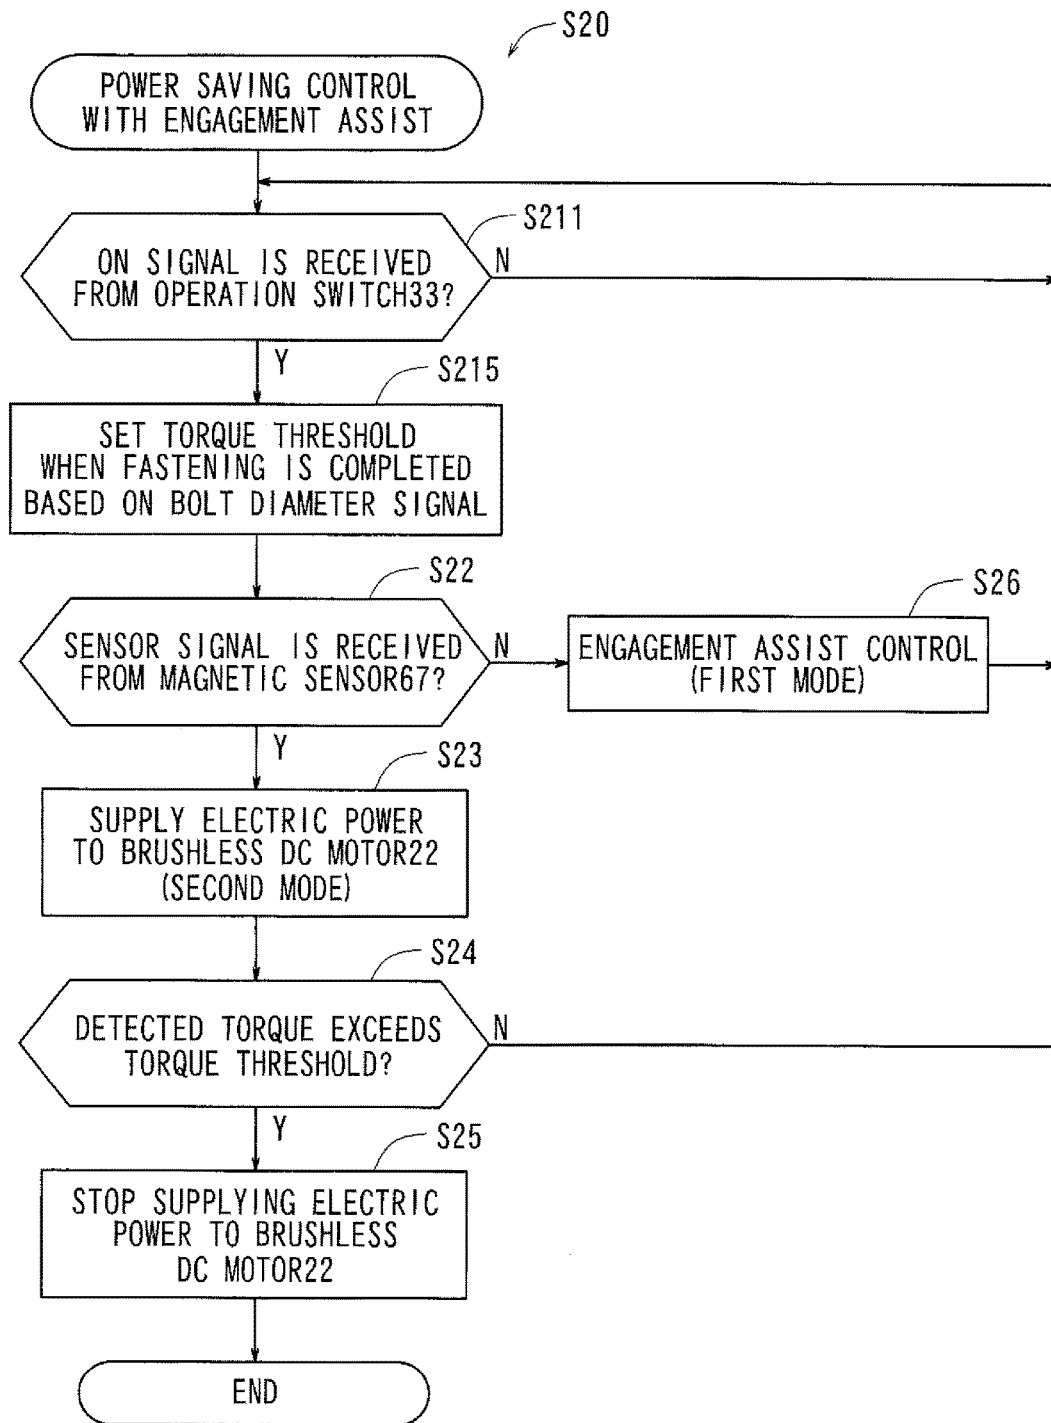 S20
POWER SAVING CONTROL
WITH ENGAGEMENT ASSIST
S211
ON SIGNAL IS RECEIVED
FROM OPERATION SWITCH33?
N
Y
S215
SET TORQUE THRESHOLD
WHEN FASTENING IS COMPLETED
BASED ON BOLT DIAMETER SIGNAL
S22
SENSOR SIGNAL IS RECEIVED
FROM MAGNETIC SENSOR67?
N
S26
ENGAGEMENT ASSIST CONTROL
(FIRST MODE)
Y
S23
SUPPLY ELECTRIC POWER
TO BRUSHLESS DC MOTOR22
(SECOND MODE)
S24
DETECTED TORQUE EXCEEDS
TORQUE THRESHOLD?
N
Y
S25
STOP SUPPLYING ELECTRIC
POWER TO BRUSHLESS
DC MOTOR22
END